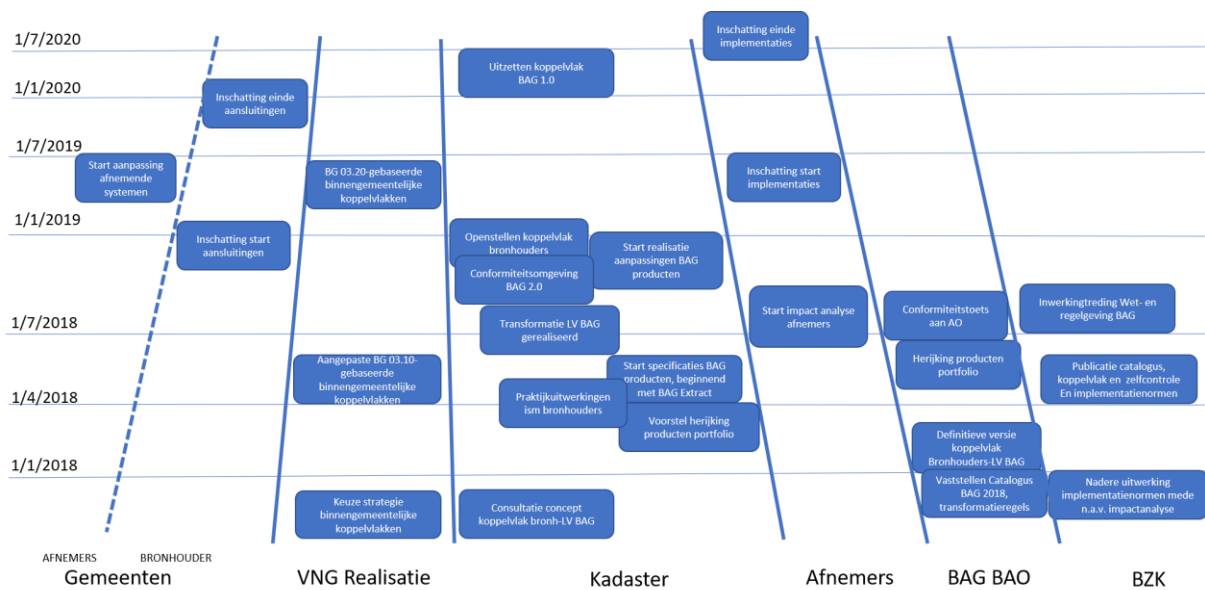 1/7/2020
1/1/2020
1/7/2019
1/1/2019
1/7/2018
1/4/2018
1/1/2018
Inschatting einde
aansluitingen
Start aanpassing
afnemende
systemen
Inschatting start
aansluitingen
BG 03.20-gebaseerde
binnengemeentelijke
koppelvlakken
Aangepaste BG 03.10-
gebaseerde
binnengemeentelijke
koppelvlakken
Keuze strategie
binnengemeentelijke
koppelvlakken
Uitzetten koppelvlak
BAG 1.0
Openstellen koppelvlak
bronhouders
Start realisatie
aanpassingen BAG
producten
Conformiteitsomgeving
BAG 2.0
Transformatie LV BAG
gerealiseerd
Start specificaties BAG
producten, beginnend
met BAG Extract
Praktijkuitwerkingen
ism bronhouders
Voorstel herijking
producten portfolio
Consultatie concept
koppelvlak bronh-LV BAG
Inschatting einde
implementaties
Inschatting start
implementaties
Start impact analyse
afnemers
Conformiteitstoets
aan AO
Herijking producten
portfolio
Definitieve versie
koppelvlak
Bronhouders-LV BAG
Vaststellen Catalogus
BAG 2018,
transformatieregels
Inwerkingtreding Wet- en
regelgeving BAG
Publicatie catalogus,
koppelvlak en zelfcontrole
En implementatienormen
Nadere uitwerking
implementatienormen mede
n.a.v. impactanalyse
AFNEMERS BRONHOUDER
Gemeenten
VNG Realisatie
Kadaster
Afnemers
BAG BAO
BZK